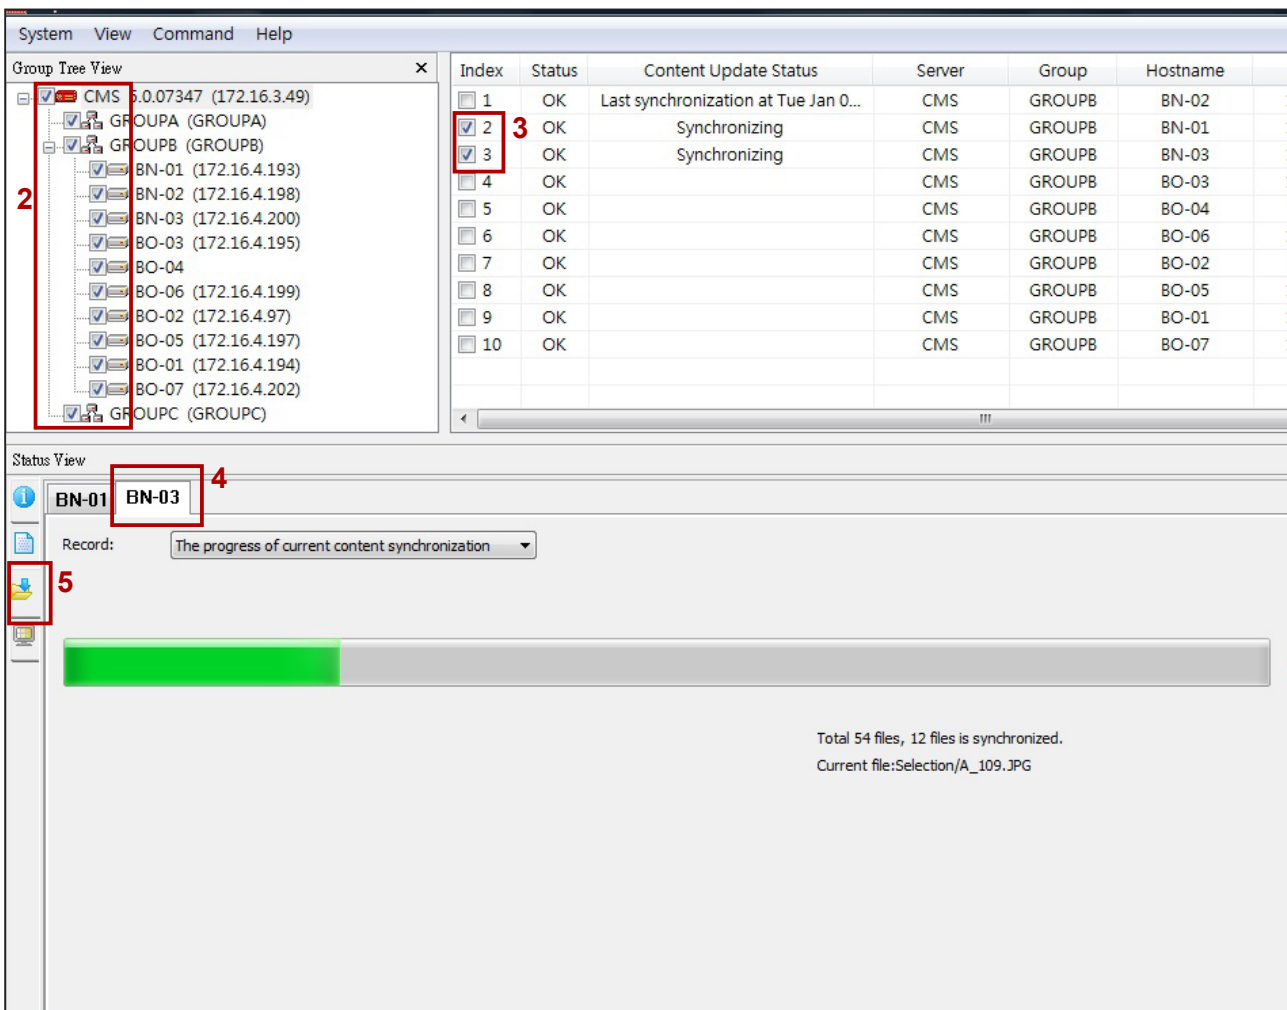 System View Command Help
Group Tree View
CMS 5.0.07347 (172.16.3.49)
GROUPA (GROUPA)
GROUPB (GROUPB)
BN-01 (172.16.4.193)
2
BN-02 (172.16.4.198)
BN-03 (172.16.4.200)
BO-03 (172.16.4.195)
BO-04
BO-06 (172.16.4.199)
BO-02 (172.16.4.97)
BO-05 (172.16.4.197)
BO-01 (172.16.4.194)
BO-07 (172.16.4.202)
GROUPC (GROUPC)
Index Status Content Update Status Server Group Hostname
1 OK Last synchronization at Tue Jan 0... CMS GROUPB BN-02
2 3 OK Synchronizing CMS GROUPB BN-01
3 OK Synchronizing CMS GROUPB BN-03
4 OK CMS GROUPB BO-03
5 OK CMS GROUPB BO-04
6 OK CMS GROUPB BO-06
7 OK CMS GROUPB BO-02
8 OK CMS GROUPB BO-05
9 OK CMS GROUPB BO-01
10 OK CMS GROUPB BO-07
Status View
BN-01 BN-03 4
Record: The progress of current content synchronization
5
Total 54 files, 12 files is synchronized.
Current file:Selection/A_109.JPG